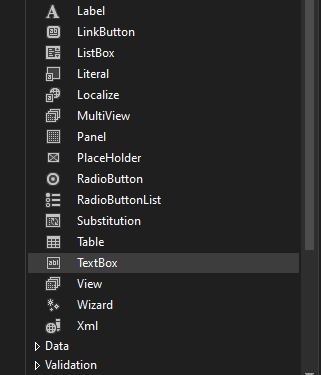 Label
LinkButton
ListBox
Literal
Localize
MultiView
Panel
PlaceHolder
RadioButton
RadioButtonList
Substitution
Table
TextBox
View
Wizard
Xml
Data
Validation